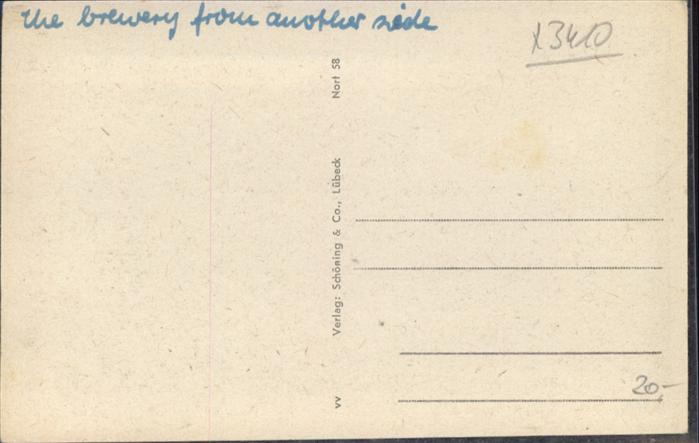 the brewery from another side
x3410
Nort 58
Verlag: Schöning & Co., Lübeck
VV
20,-